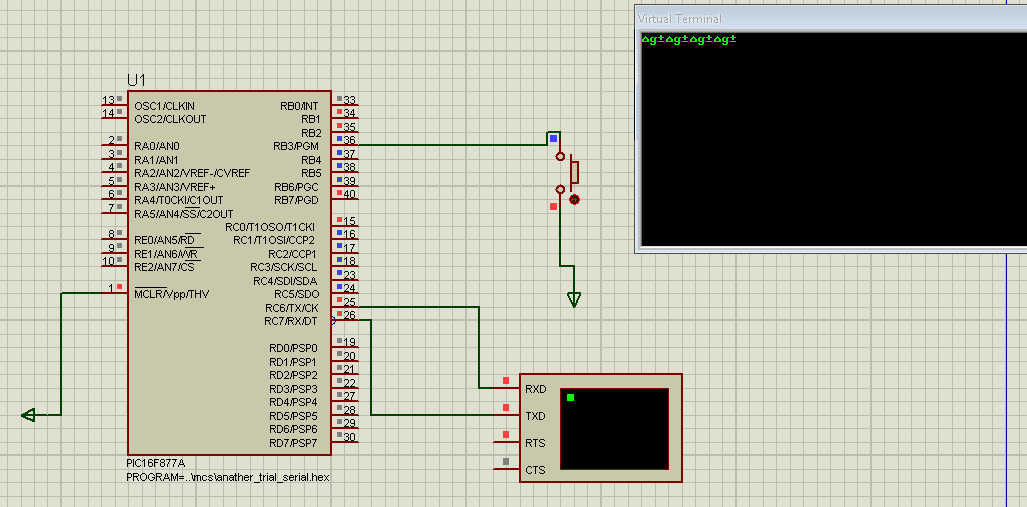 Virtual Terminal
∆g±∆g±∆g±∆g±
U1
13 OSC1/CLKIN
14 OSC2/CLKOUT
2 RA0/AN0
3 RA1/AN1
4 RA2/AN2/VREF-/CVREF
5 RA3/AN3/VREF+
6 RA4/T0CKI/C1OUT
7 RA5/AN4/SS/C2OUT
8 RE0/AN5/RD
9 RE1/AN6/WR
10 RE2/AN7/CS
1 MCLR/Vpp/THV
RB0/INT 33
RB1 34
RB2 35
RB3/PGM 36
RB4 37
RB5 38
RB6/PGC 39
RB7/PGD 40
RC0/T1OSO/T1CKI 15
RC1/T1OSI/CCP2 16
RC2/CCP1 17
RC3/SCK/SCL 18
RC4/SDI/SDA 23
RC5/SDO 24
RC6/TX/CK 25
RC7/RX/DT 26
RD0/PSP0 19
RD1/PSP1 20
RD2/PSP2 21
RD3/PSP3 22
RD4/PSP4 27
RD5/PSP5 28
RD6/PSP6 29
RD7/PSP7 30
PIC16F877A
PROGRAM=..\mcs\anather_trial_serial.hex
RXD
TXD
RTS
CTS